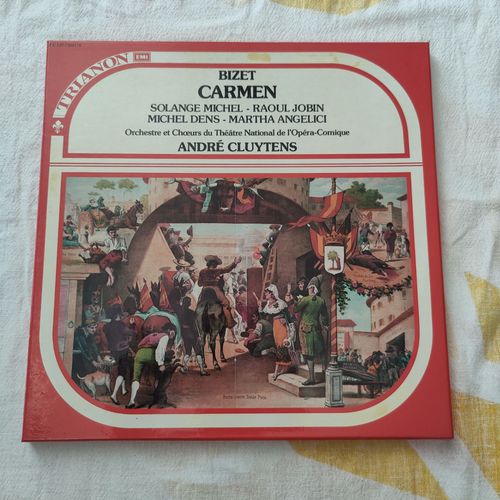 TRIANON EMI
BIZET
CARMEN
SOLANGE MICHEL - RAOUL JOBIN
MICHEL DENS - MARTHA ANGELICI
Orchestre et Chœurs du Théâtre National de l'Opéra-Comique
ANDRÉ CLUYTENS